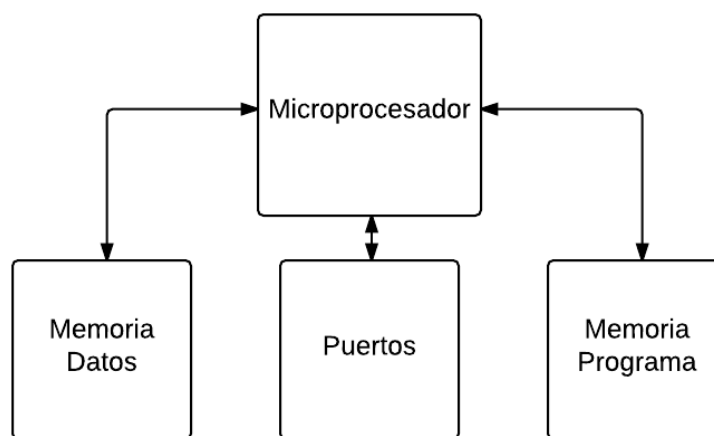 Microprocesador
Memoria
Datos
Puertos
Memoria
Programa